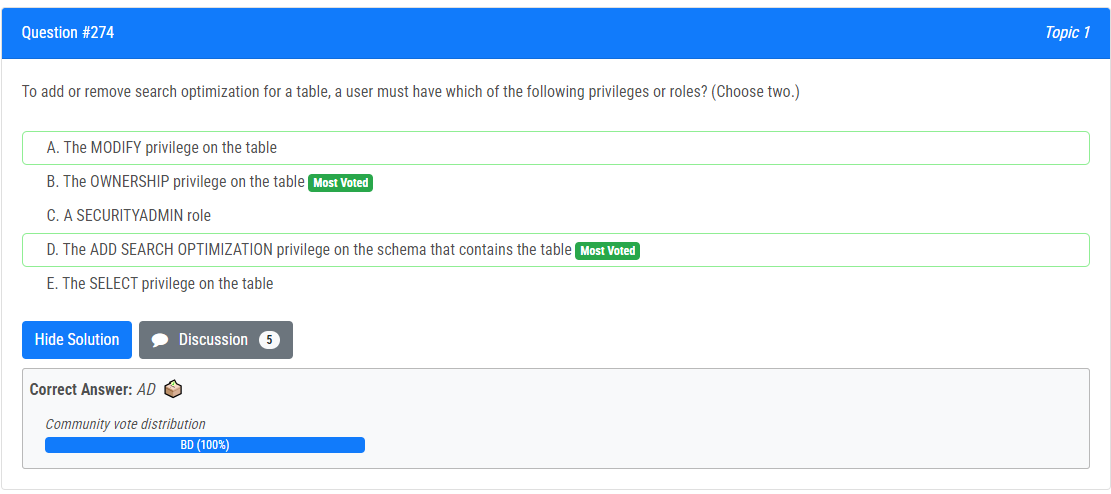 Question #274
Topic 1
To add or remove search optimization for a table, a user must have which of the following privileges or roles? (Choose two.)
A. The MODIFY privilege on the table
B. The OWNERSHIP privilege on the table Most Voted
C. A SECURITYADMIN role
D. The ADD SEARCH OPTIMIZATION privilege on the schema that contains the table Most Voted
E. The SELECT privilege on the table
Hide Solution
Discussion 5
Correct Answer: AD
Community vote distribution
BD (100%)